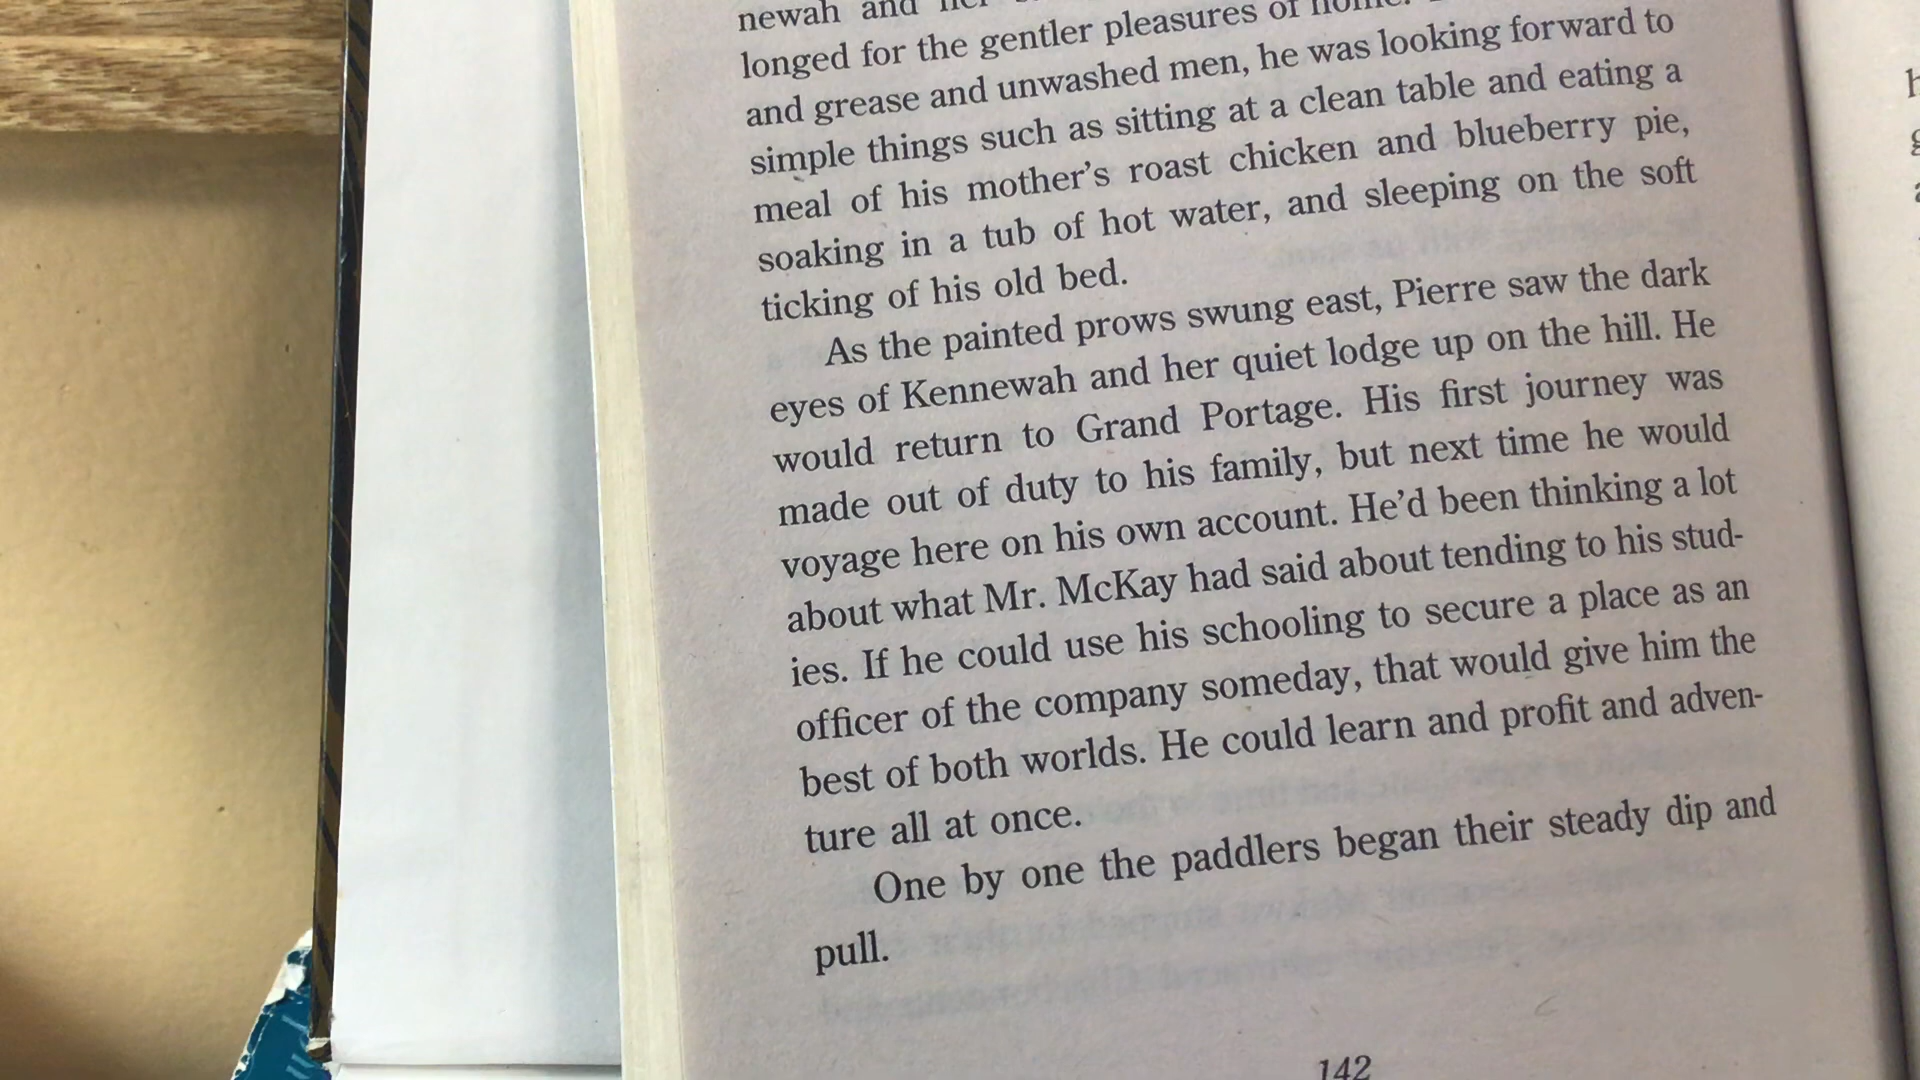 newah and her
longed for the gentler pleasures of home.
and grease and unwashed men, he was looking forward to
simple things such as sitting at a clean table and eating a
meal of his mother's roast chicken and blueberry pie,
soaking in a tub of hot water, and sleeping on the soft
ticking of his old bed.
As the painted prows swung east, Pierre saw the dark
eyes of Kennewah and her quiet lodge up on the hill. He
would return to Grand Portage. His first journey was
made out of duty to his family, but next time he would
voyage here on his own account. He'd been thinking a lot
about what Mr. McKay had said about tending to his stud-
ies. If he could use his schooling to secure a place as an
officer of the company someday, that would give him the
best of both worlds. He could learn and profit and adven-
ture all at once.
One by one the paddlers began their steady dip and
pull.
142